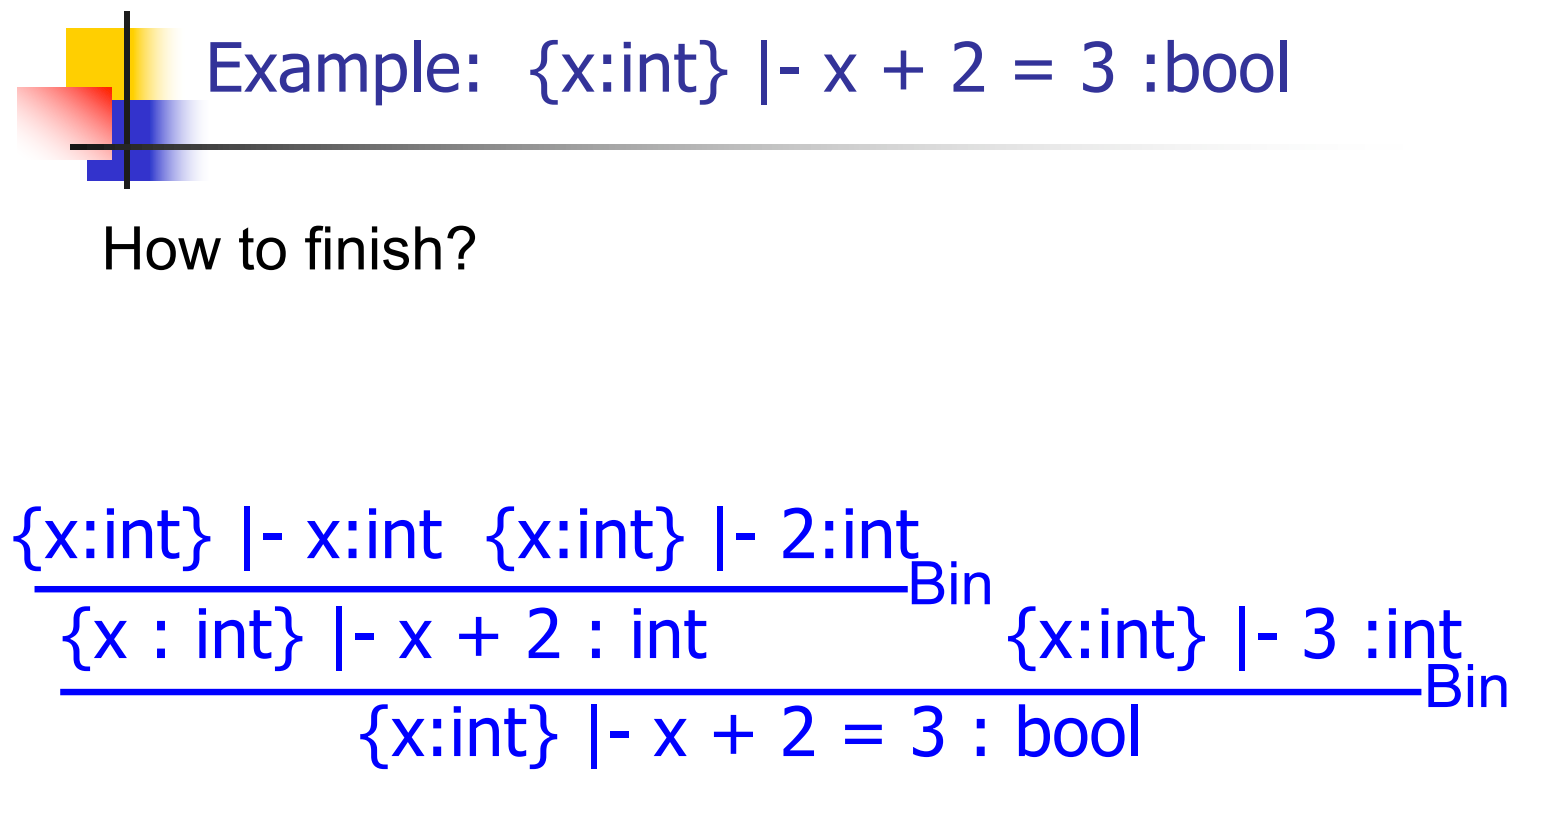 Example: {x:int} |- x + 2 = 3 :bool
How to finish?
{x:int} |- x:int {x:int} |- 2:int
Bin
{x : int} |- x + 2 : int {x:int} |- 3 :int
Bin
{x:int} |- x + 2 = 3 : bool